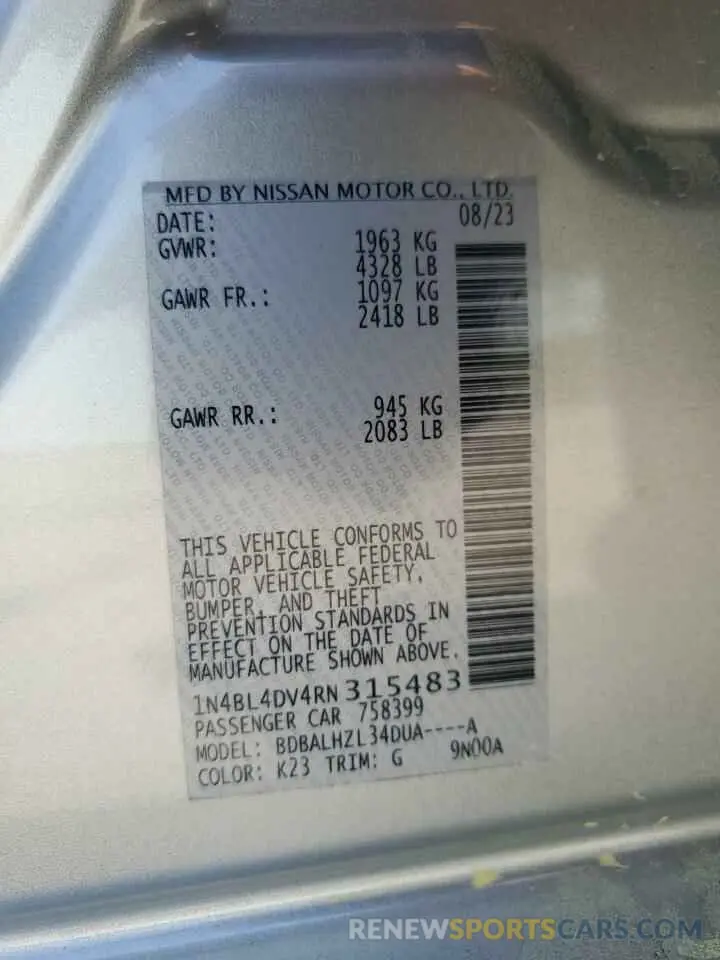 MFD BY NISSAN MOTOR CO., LTD.
DATE: 08/23
GVWR: 1963 KG
4328 LB
GAWR FR.: 1097 KG
2418 LB
GAWR RR.: 945 KG
2083 LB
THIS VEHICLE CONFORMS TO
ALL APPLICABLE FEDERAL
MOTOR VEHICLE SAFETY,
BUMPER, AND THEFT
PREVENTION STANDARDS IN
EFFECT ON THE DATE OF
MANUFACTURE SHOWN ABOVE.
1N4BL4DV4RN315483
PASSENGER CAR 758399
MODEL: BDBALHZL34DUA----A
COLOR: K23 TRIM: G 9N00A
RENEWSPORTSCARS.COM